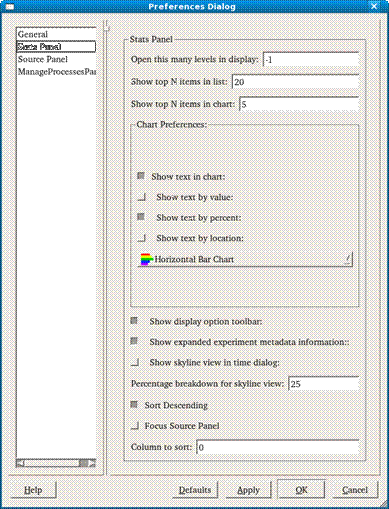 Preferences Dialog
General
Stats Panel
Source Panel
ManageProcessesPan
Stats Panel
Open this many levels in display: -1
Show top N items in list: 20
Show top N items in chart: 5
Chart Preferences:
Show text in chart:
Show text by value:
Show text by percent:
Show text by location:
Horizontal Bar Chart
Show display option toolbar:
Show expanded experiment metadata information::
Show skyline view in time dialog:
Percentage breakdown for skyline view: 25
Sort Descending
Focus Source Panel
Column to sort: 0
Help Defaults Apply OK Cancel